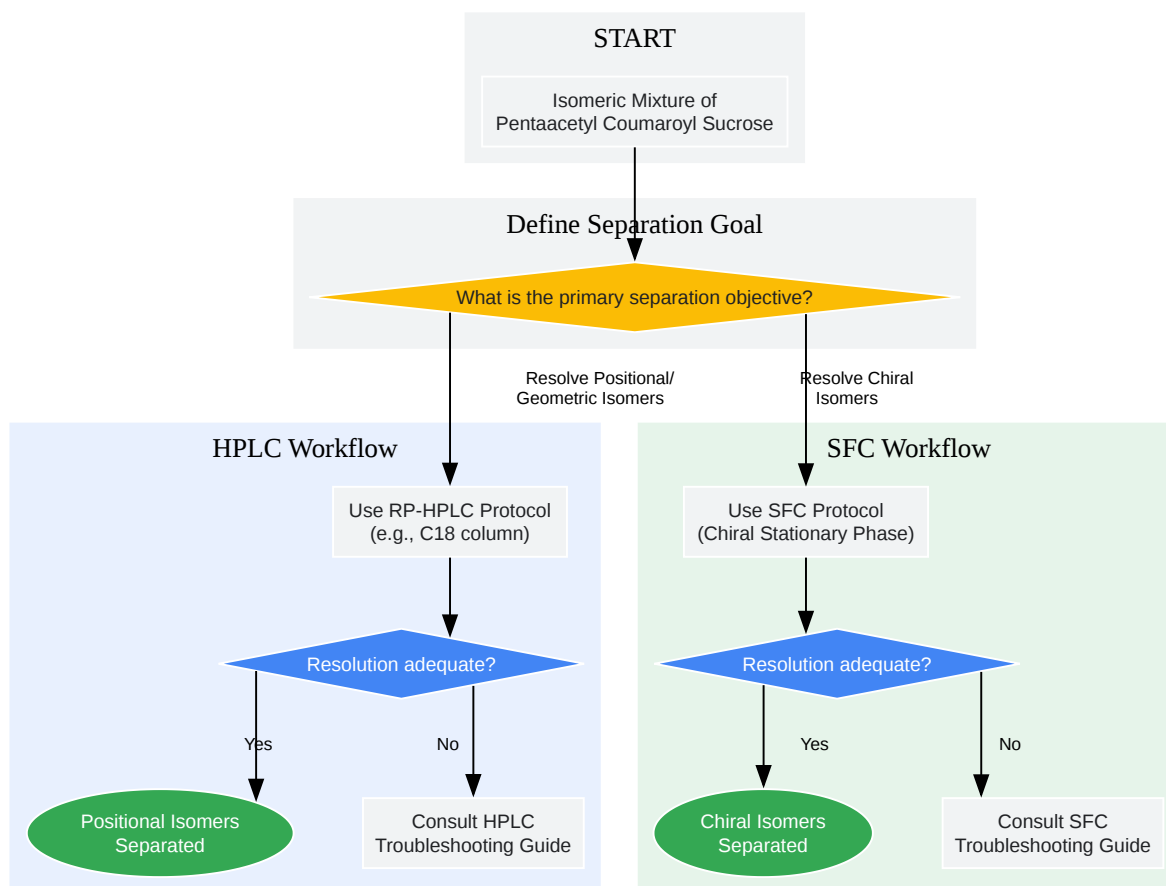 START
Isomeric Mixture of
Pentaacetyl Coumaroyl Sucrose
Define Separation Goal
What is the primary separation objective?
Resolve Positional/
Geometric Isomers
Resolve Chiral
Isomers
HPLC Workflow
Use RP-HPLC Protocol
(e.g., C18 column)
Resolution adequate?
Yes
No
Positional Isomers
Separated
Consult HPLC
Troubleshooting Guide
SFC Workflow
Use SFC Protocol
(Chiral Stationary Phase)
Resolution adequate?
Yes
No
Chiral Isomers
Separated
Consult SFC
Troubleshooting Guide